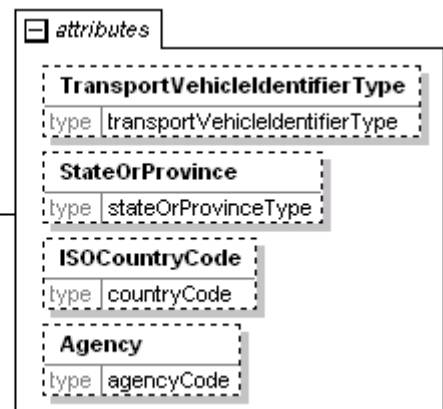 attributes
TransportVehicleIdentifierType
type transportVehicleIdentifierType
StateOrProvince
type stateOrProvinceType
ISOCountryCode
type countryCode
Agency
type agencyCode